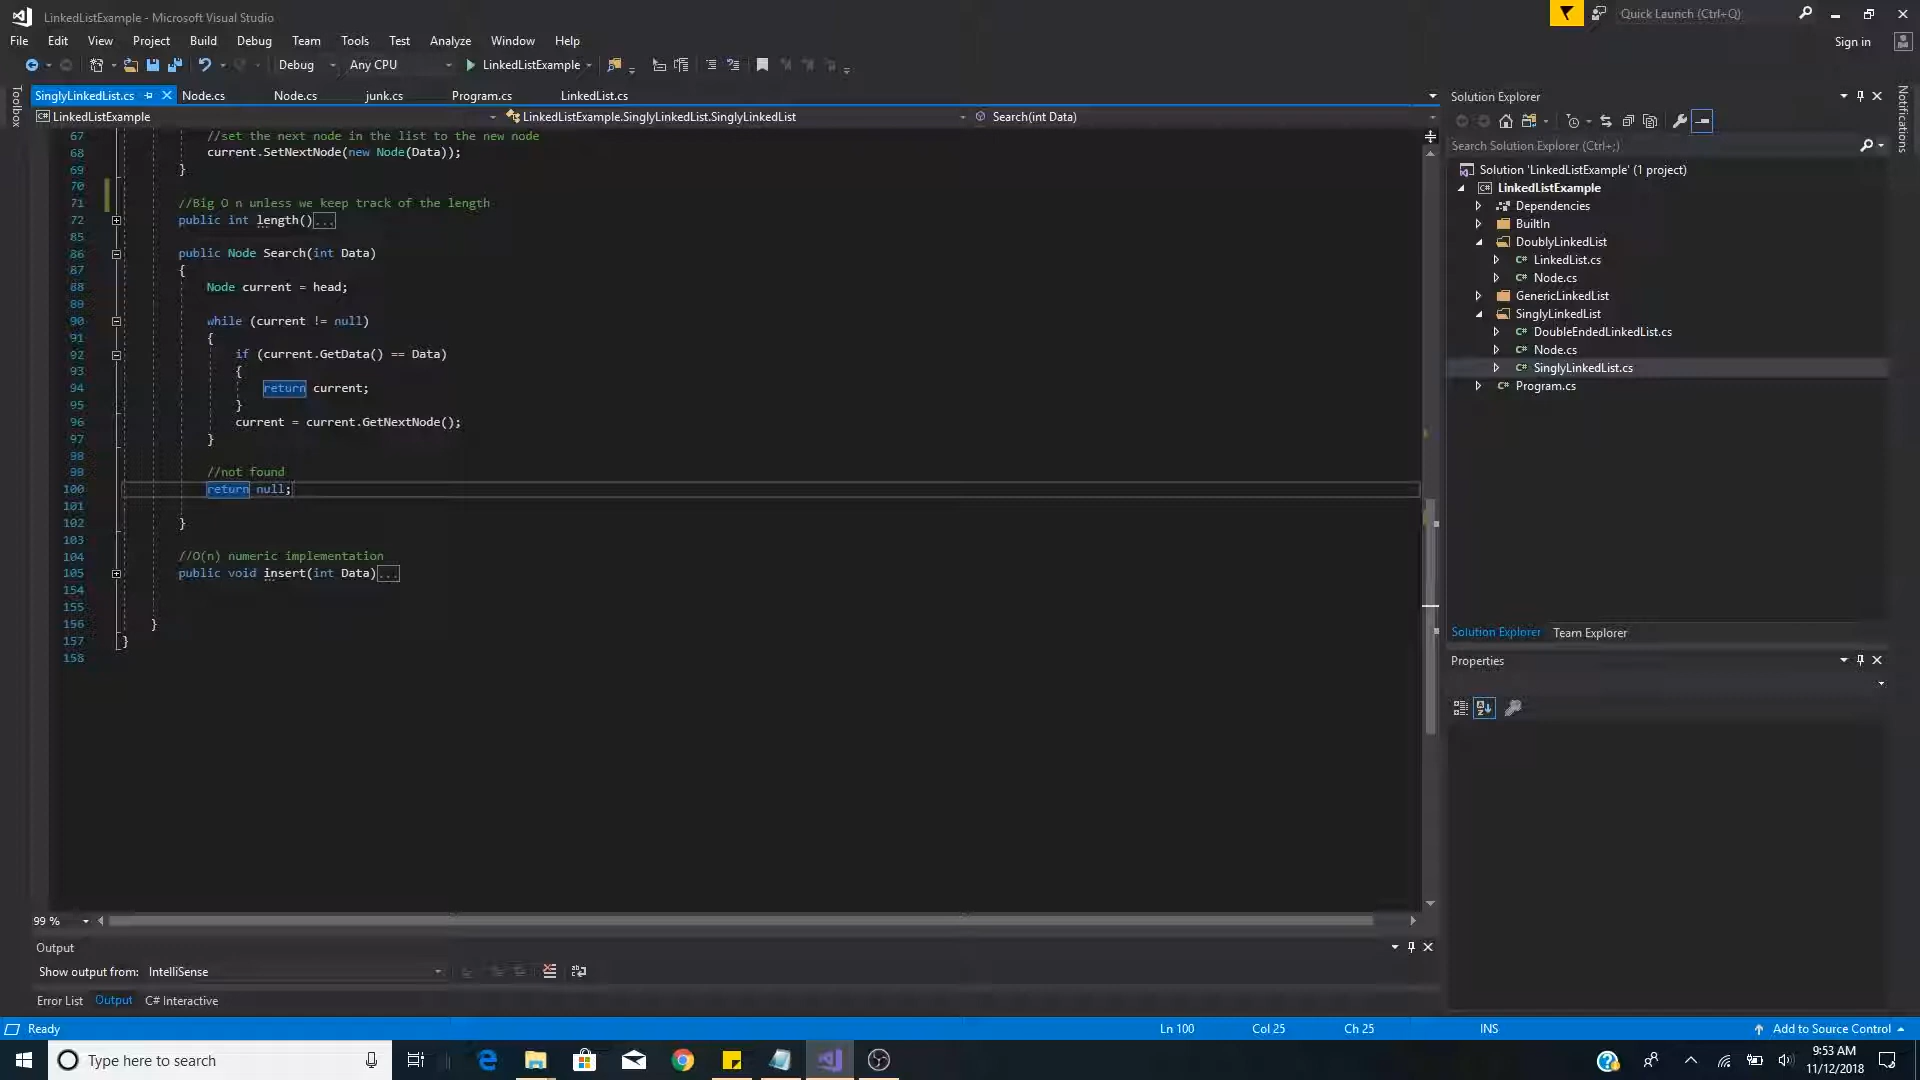 LinkedListExample - Microsoft Visual Studio
Quick Launch (Ctrl+Q)
File Edit View Project Build Debug Team Tools Test Analyze Window Help
Sign in
Debug Any CPU LinkedListExample
Toolbox
SinglyLinkedList.cs Node.cs Node.cs junk.cs Program.cs LinkedList.cs
LinkedListExample LinkedListExample.SinglyLinkedList.SinglyLinkedList Search(int Data)
67 //set the next node in the list to the new node
68 current.SetNextNode(new Node(Data));
69 }
70
71 //Big O n unless we keep track of the length
72 public int length()...
85
86 public Node Search(int Data)
87 {
88 Node current = head;
89
90 while (current != null)
91 {
92 if (current.GetData() == Data)
93 {
94 return current;
95 }
96 current = current.GetNextNode();
97 }
98
99 //not found
100 return null;
101
102 }
103
104 //O(n) numeric implementation
105 public void insert(int Data)...
154
155
156 }
157 }
158
99 %
Output
Show output from: IntelliSense
Error List Output C# Interactive
Solution Explorer
Search Solution Explorer (Ctrl+;)
Solution 'LinkedListExample' (1 project)
C# LinkedListExample
Dependencies
BuiltIn
DoublyLinkedList
C# LinkedList.cs
C# Node.cs
GenericLinkedList
SinglyLinkedList
C# DoubleEndedLinkedList.cs
C# Node.cs
C# SinglyLinkedList.cs
C# Program.cs
Solution Explorer Team Explorer
Properties
Notifications
Ready Ln 100 Col 25 Ch 25 INS Add to Source Control
Type here to search
9:53 AM
11/12/2018